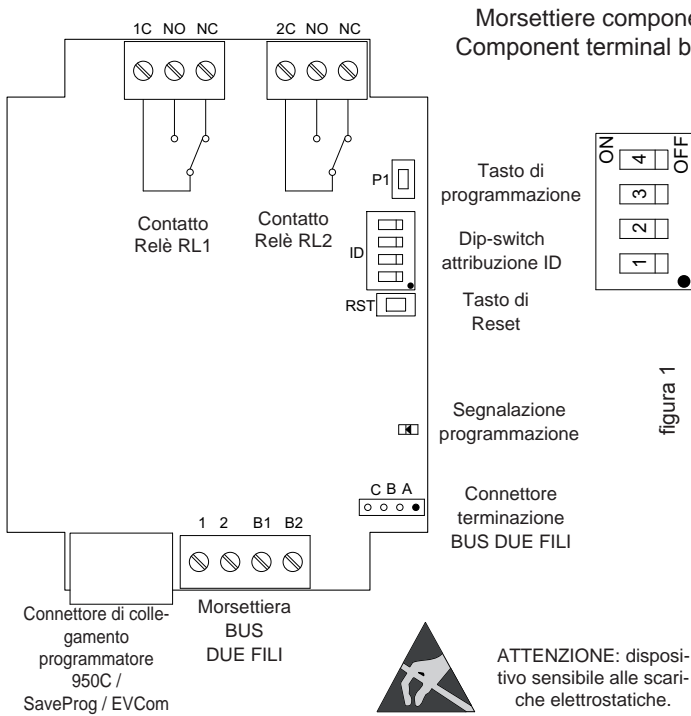 Morsettiere compone
Component terminal b
1C NO NC
2C NO NC
Contatto
Relè RL1
Contatto
Relè RL2
P1
Tasto di
programmazione
ID
Dip-switch
attribuzione ID
RST
Tasto di
Reset
ON
OFF
4
3
2
1
figura 1
Segnalazione
programmazione
C B A
Connettore
terminazione
BUS DUE FILI
1 2 B1 B2
Connettore di colle-
gamento
programmatore
950C /
SaveProg / EVCom
Morsettiera
BUS
DUE FILI
ATTENZIONE: disposi-
tivo sensibile alle scari-
che elettrostatiche.